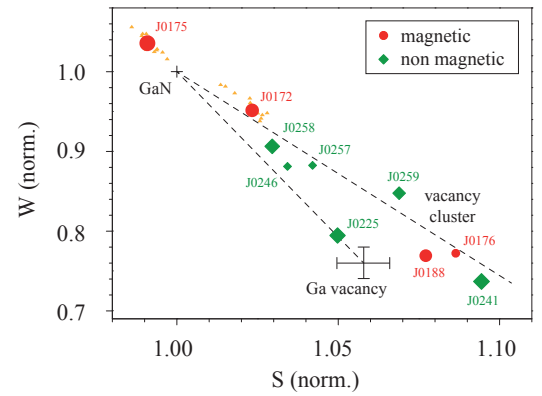 J0175
magnetic
non magnetic
1.0
GaN
J0172
J0258
J0257
0.9
J0246
J0259
vacancy
cluster
W (norm.)
0.8
J0225
J0176
J0188
Ga vacancy
J0241
0.7
1.00
1.05
1.10
S (norm.)